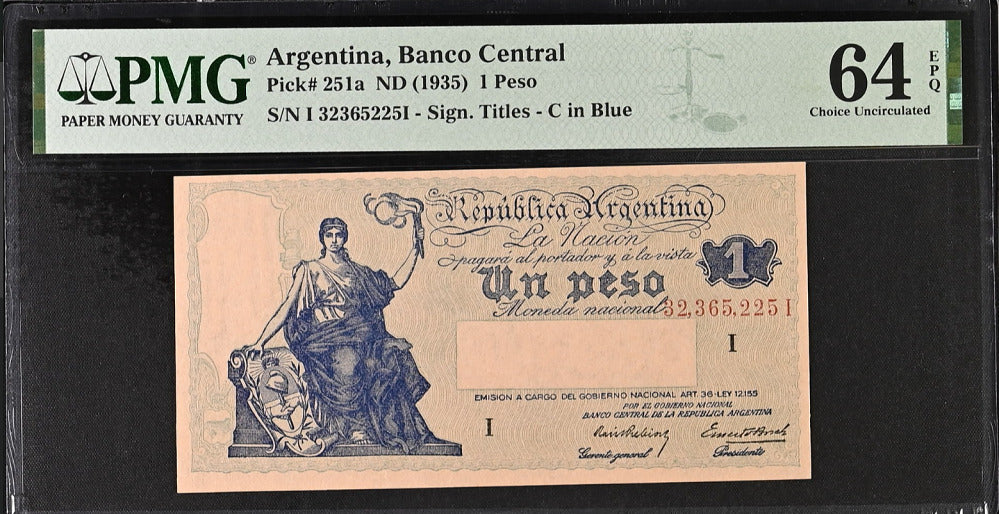 PMG®
PAPER MONEY GUARANTY
Argentina, Banco Central
Pick# 251a ND (1935) 1 Peso
S/N I 32365225I - Sign. Titles - C in Blue
64
EPQ
Choice Uncirculated
República Argentina
La Nación
pagará al portador y á la vista
Un peso
Moneda nacional
1
32,365,225 I
I
EMISION A CARGO DEL GOBIERNO NACIONAL ART. 36-LEY 12.155
POR EL GOBIERNO NACIONAL
BANCO CENTRAL DE LA REPUBLICA ARGENTINA
I
Gerente general
Presidente